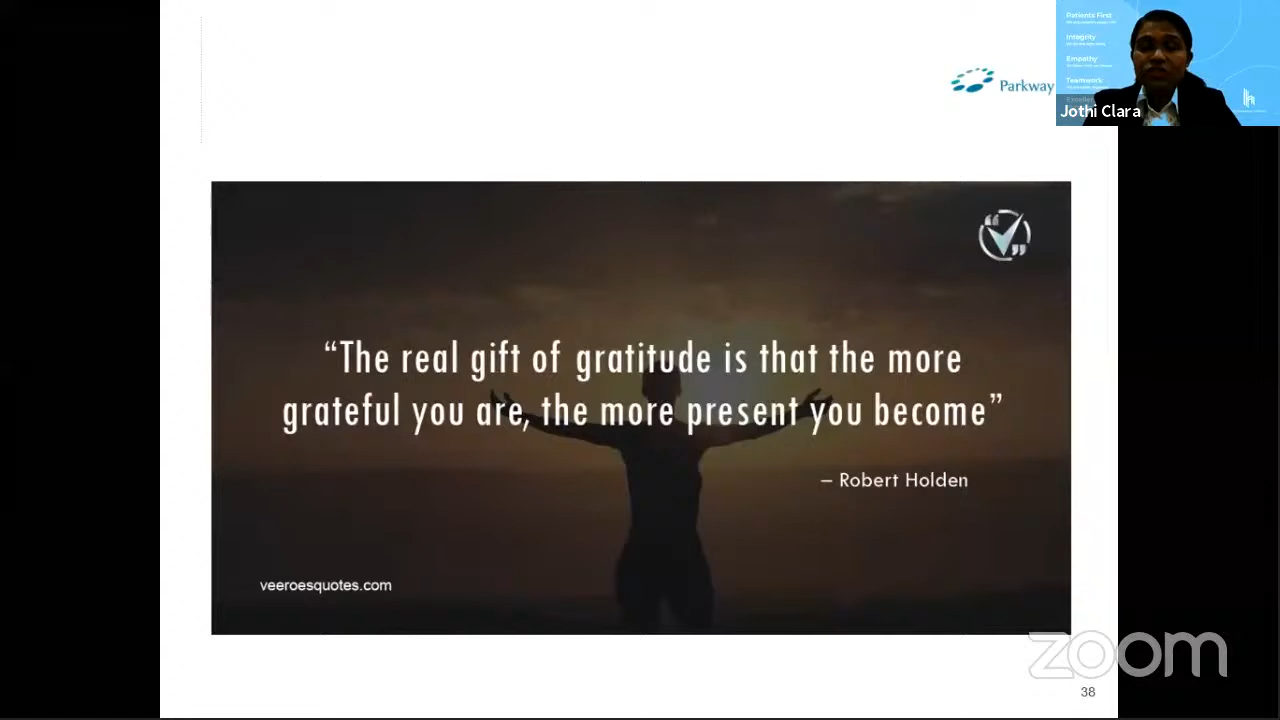 Patients First
Integrity
Empathy
Teamwork
Jothi Clara
Parkway
“The real gift of gratitude is that the more
grateful you are, the more present you become”
– Robert Holden
veeroesquotes.com
zoom
38